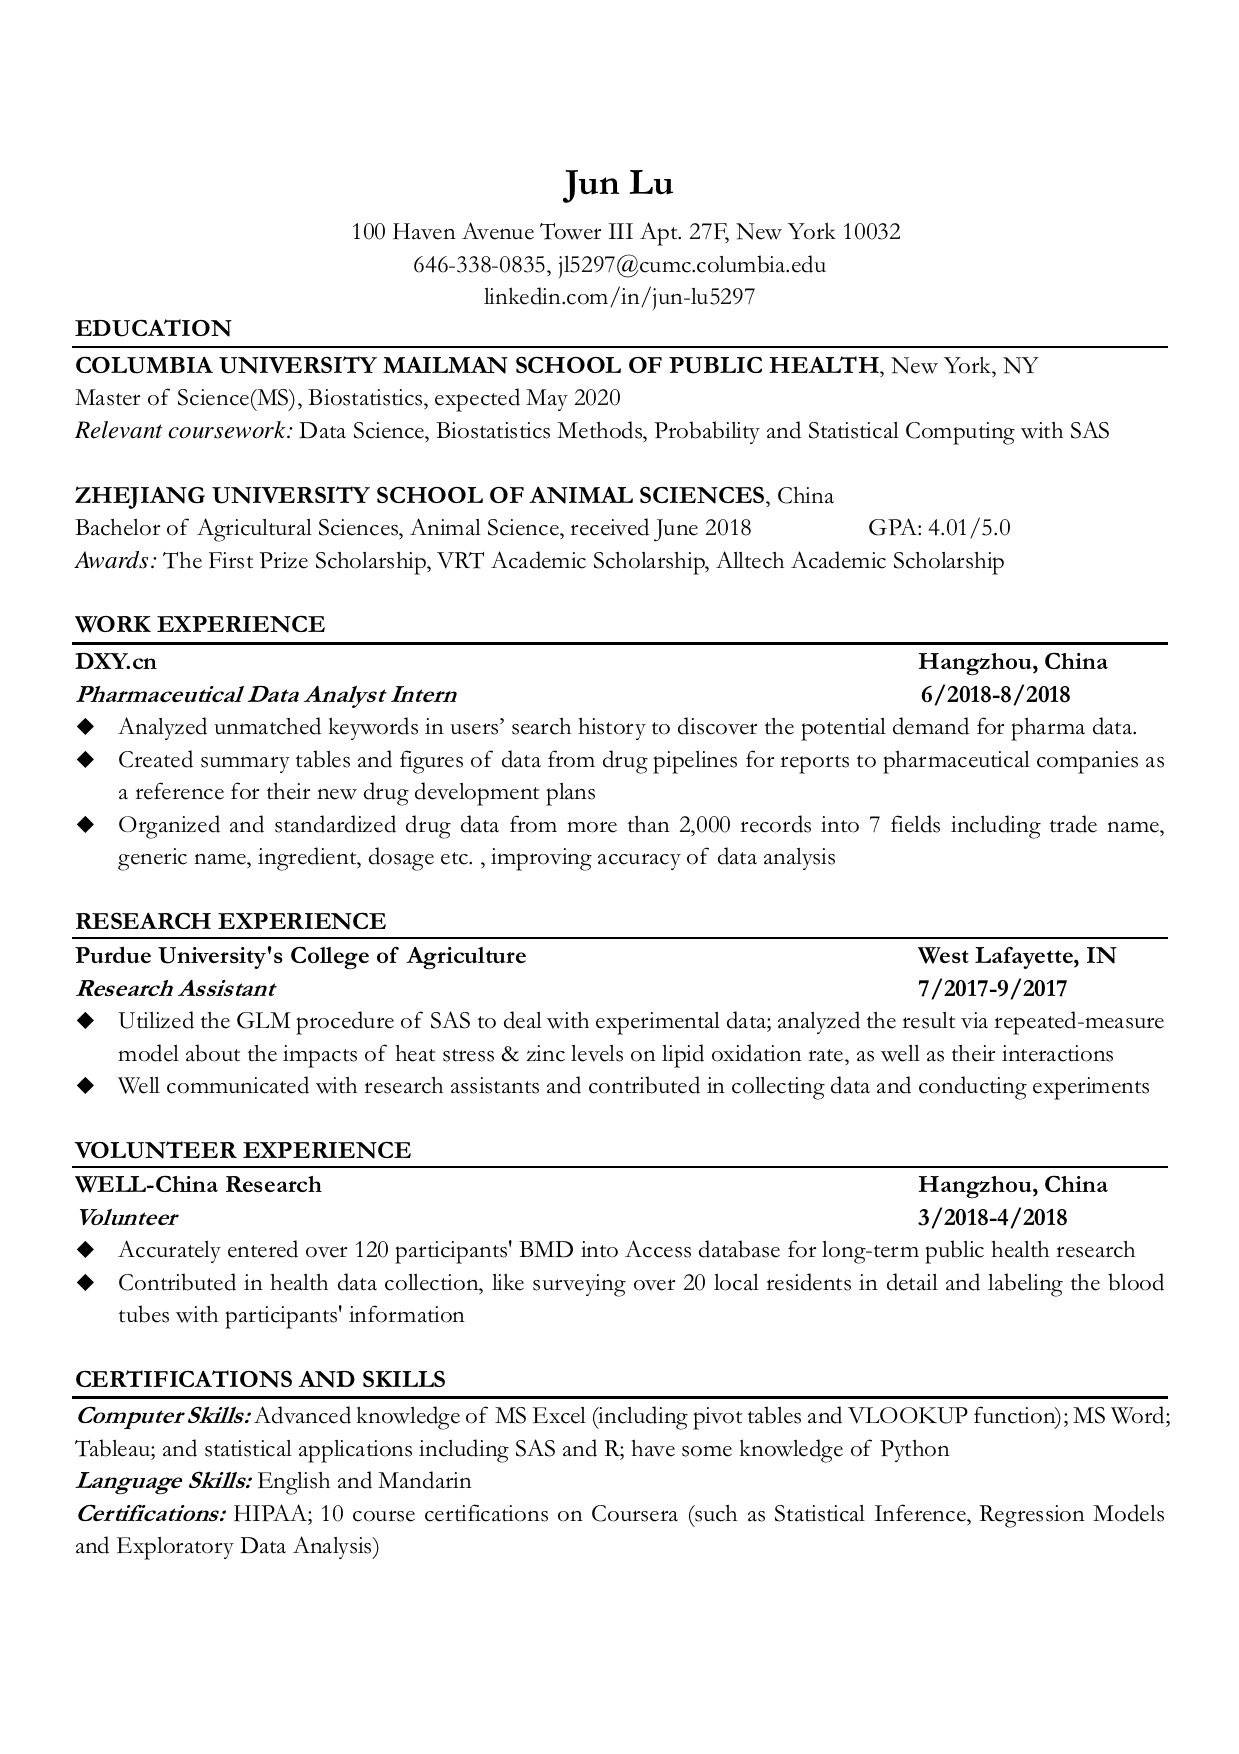 Jun Lu
100 Haven Avenue Tower III Apt. 27F, New York 10032
646-338-0835, jl5297@cumc.columbia.edu
linkedin.com/in/jun-lu5297
EDUCATION
COLUMBIA UNIVERSITY MAILMAN SCHOOL OF PUBLIC HEALTH, New York, NY
Master of Science(MS), Biostatistics, expected May 2020
Relevant coursework: Data Science, Biostatistics Methods, Probability and Statistical Computing with SAS
ZHEJIANG UNIVERSITY SCHOOL OF ANIMAL SCIENCES, China
Bachelor of Agricultural Sciences, Animal Science, received June 2018 GPA: 4.01/5.0
Awards: The First Prize Scholarship, VRT Academic Scholarship, Alltech Academic Scholarship
WORK EXPERIENCE
DXY.cn Hangzhou, China
Pharmaceutical Data Analyst Intern 6/2018-8/2018
◆ Analyzed unmatched keywords in users’ search history to discover the potential demand for pharma data.
◆ Created summary tables and figures of data from drug pipelines for reports to pharmaceutical companies as
a reference for their new drug development plans
◆ Organized and standardized drug data from more than 2,000 records into 7 fields including trade name,
generic name, ingredient, dosage etc. , improving accuracy of data analysis
RESEARCH EXPERIENCE
Purdue University's College of Agriculture West Lafayette, IN
Research Assistant 7/2017-9/2017
◆ Utilized the GLM procedure of SAS to deal with experimental data; analyzed the result via repeated-measure
model about the impacts of heat stress & zinc levels on lipid oxidation rate, as well as their interactions
◆ Well communicated with research assistants and contributed in collecting data and conducting experiments
VOLUNTEER EXPERIENCE
WELL-China Research Hangzhou, China
Volunteer 3/2018-4/2018
◆ Accurately entered over 120 participants' BMD into Access database for long-term public health research
◆ Contributed in health data collection, like surveying over 20 local residents in detail and labeling the blood
tubes with participants' information
CERTIFICATIONS AND SKILLS
Computer Skills: Advanced knowledge of MS Excel (including pivot tables and VLOOKUP function); MS Word;
Tableau; and statistical applications including SAS and R; have some knowledge of Python
Language Skills: English and Mandarin
Certifications: HIPAA; 10 course certifications on Coursera (such as Statistical Inference, Regression Models
and Exploratory Data Analysis)